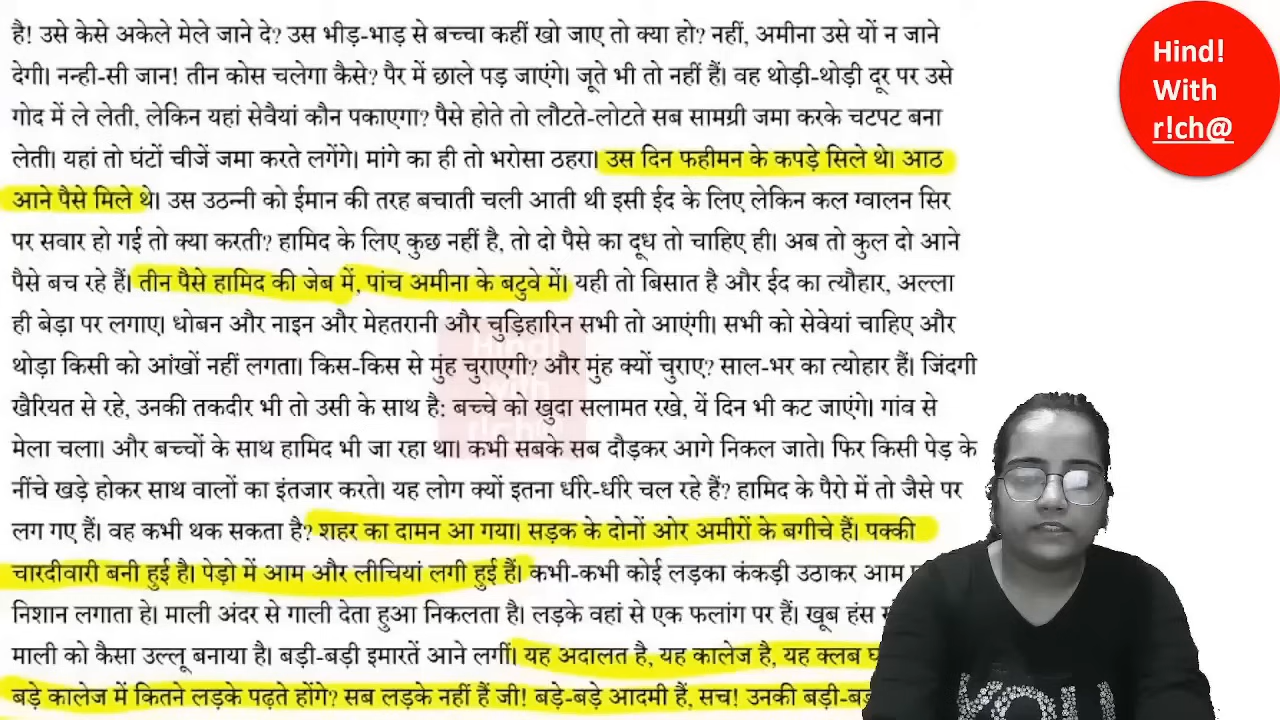 है! उसे केसे अकेले मेले जाने दे? उस भीड़-भाड़ से बच्चा कहीं खो जाए तो क्या हो? नहीं, अमीना उसे यों न जाने
देगी। नन्ही-सी जान! तीन कोस चलेगा कैसे? पैर में छाले पड़ जाएंगे। जूते भी तो नहीं हैं। वह थोड़ी-थोड़ी दूर पर उसे
गोद में ले लेती, लेकिन यहां सेवैयां कौन पकाएगा? पैसे होते तो लौटते-लोटते सब सामग्री जमा करके चटपट बना
लेती। यहां तो घंटों चीजें जमा करते लगेंगे। मांगे का ही तो भरोसा ठहरा। उस दिन फहीमन के कपड़े सिले थे। आठ
आने पैसे मिले थे। उस उठन्नी को ईमान की तरह बचाती चली आती थी इसी ईद के लिए लेकिन कल ग्वालन सिर
पर सवार हो गई तो क्या करती? हामिद के लिए कुछ नहीं है, तो दो पैसे का दूध तो चाहिए ही। अब तो कुल दो आने
पैसे बच रहे हैं। तीन पैसे हामिद की जेब में, पांच अमीना के बटुवे में। यही तो बिसात है और ईद का त्यौहार, अल्ला
ही बेड़ा पर लगाए। धोबन और नाइन और मेहतरानी और चुड़िहारिन सभी तो आएंगी। सभी को सेवेयां चाहिए और
थोड़ा किसी को आंखों नहीं लगता। किस-किस से मुंह चुराएगी? और मुंह क्यों चुराए? साल-भर का त्योहार हैं। जिंदगी
खैरियत से रहे, उनकी तकदीर भी तो उसी के साथ है: बच्चे को खुदा सलामत रखे, यें दिन भी कट जाएंगे। गांव से
मेला चला। और बच्चों के साथ हामिद भी जा रहा था। कभी सबके सब दौड़कर आगे निकल जाते। फिर किसी पेड़ के
नींचे खड़े होकर साथ वालों का इंतजार करते। यह लोग क्यों इतना धीरे-धीरे चल रहे हैं? हामिद के पैरो में तो जैसे पर
लग गए हैं। वह कभी थक सकता है? शहर का दामन आ गया। सड़क के दोनों ओर अमीरों के बगीचे हैं। पक्की
चारदीवारी बनी हुई है। पेड़ो में आम और लीचियां लगी हुई हैं। कभी-कभी कोई लड़का कंकड़ी उठाकर आम
निशान लगाता हे। माली अंदर से गाली देता हुआ निकलता है। लड़के वहां से एक फलांग पर हैं। खूब हंस
माली को कैसा उल्लू बनाया है। बड़ी-बड़ी इमारतें आने लगीं। यह अदालत है, यह कालेज है, यह क्लब
बड़े कालेज में कितने लड़के पढ़ते होंगे? सब लड़के नहीं हैं जी! बड़े-बड़े आदमी हैं, सच! उनकी
Hind!
With
r!ch@
Hind!
with
r!ch@
YOU